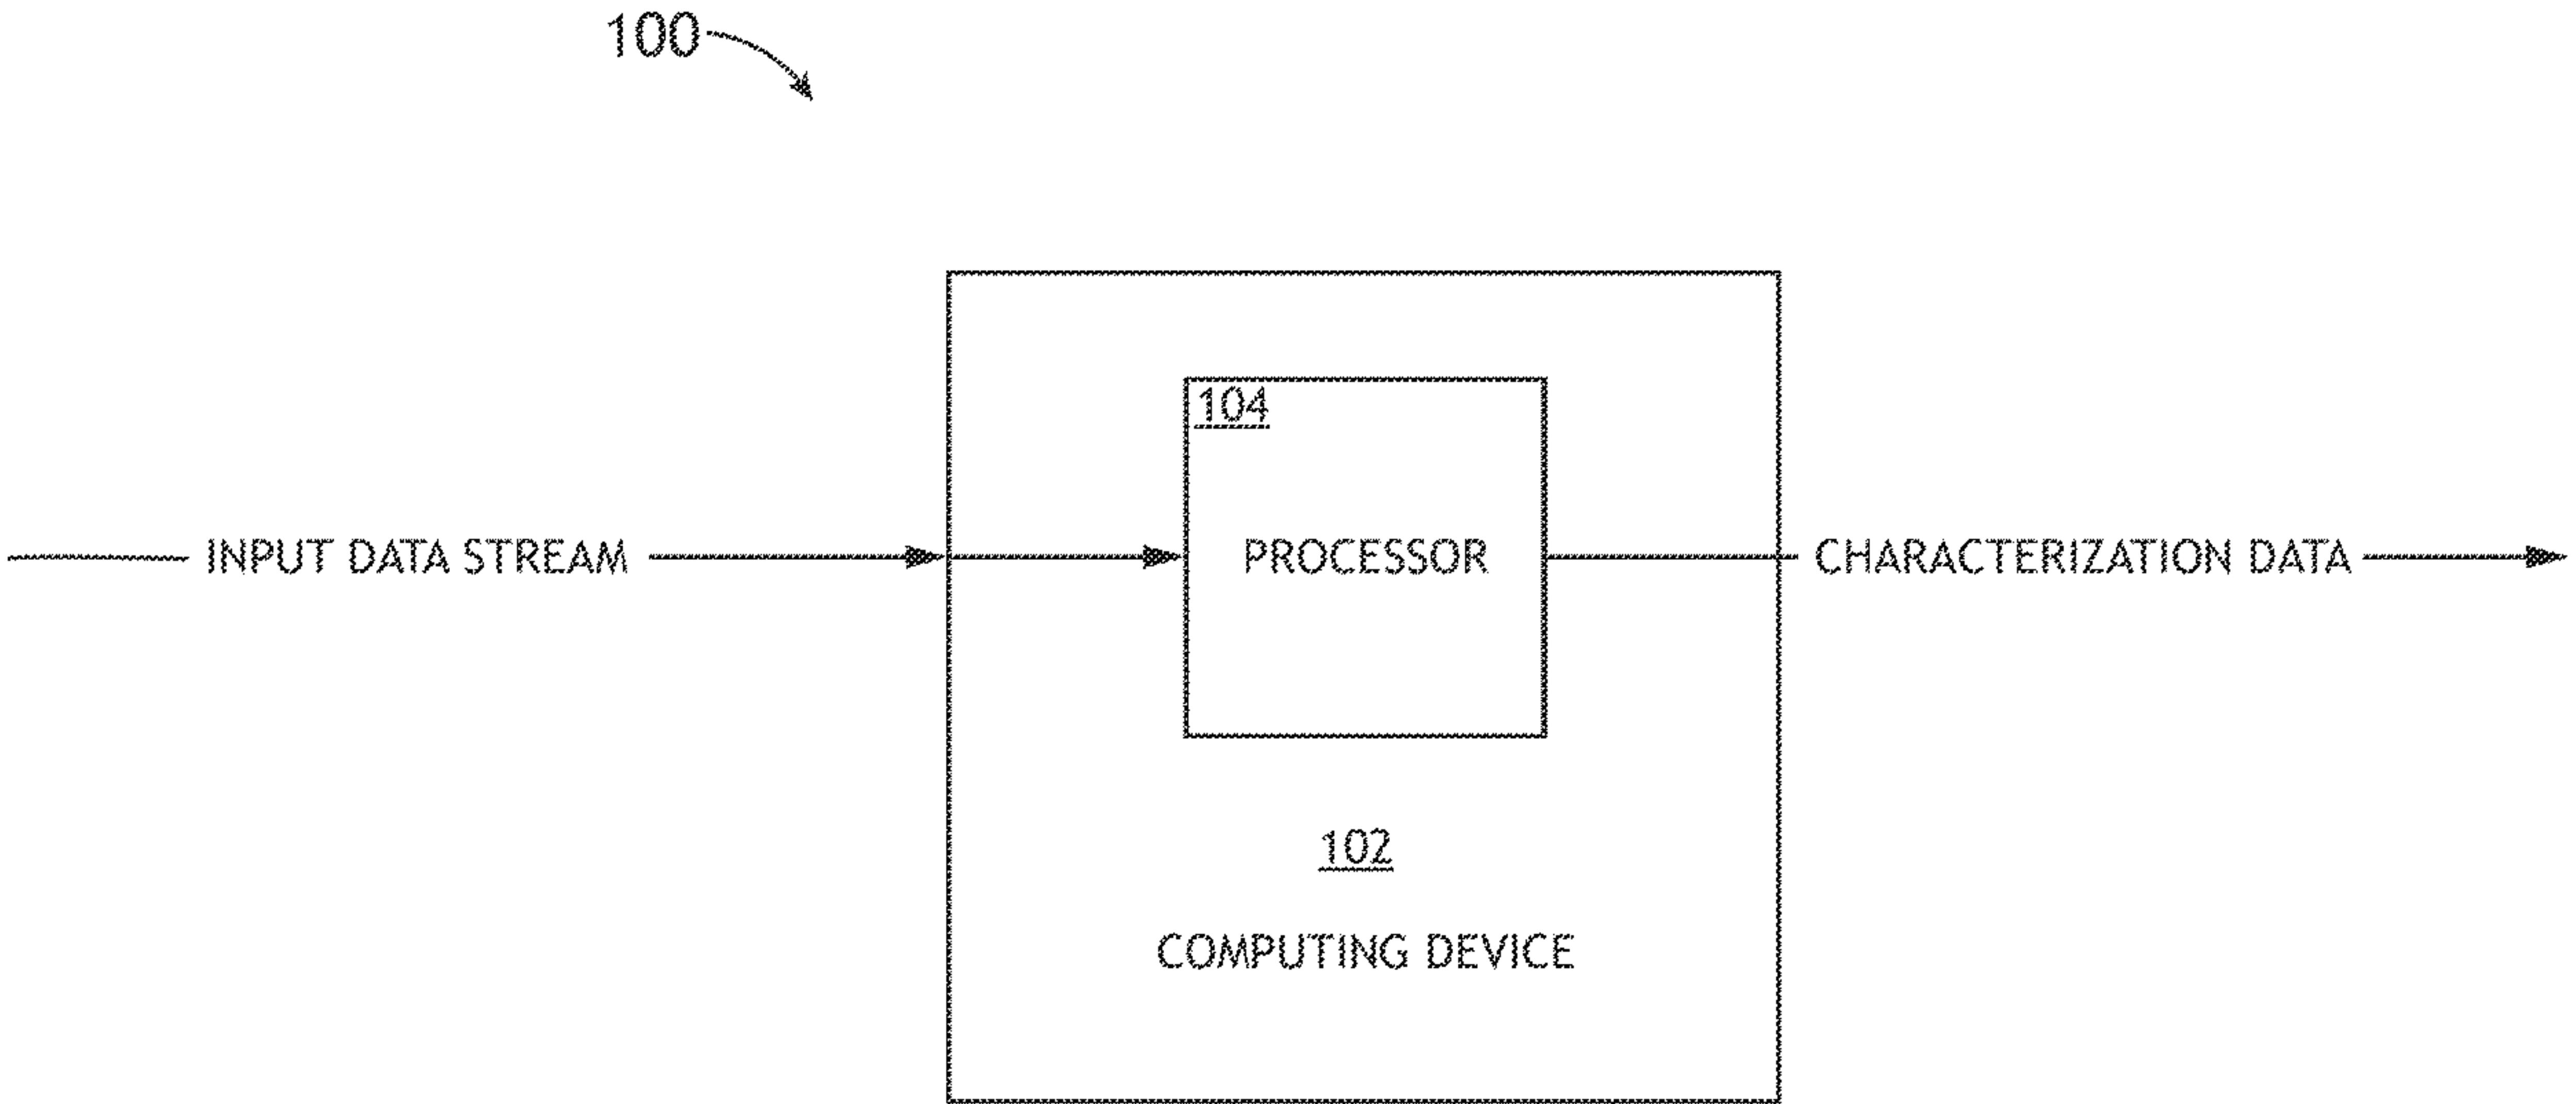 100
104
INPUT DATA STREAM
PROCESSOR
CHARACTERIZATION DATA
102
COMPUTING DEVICE